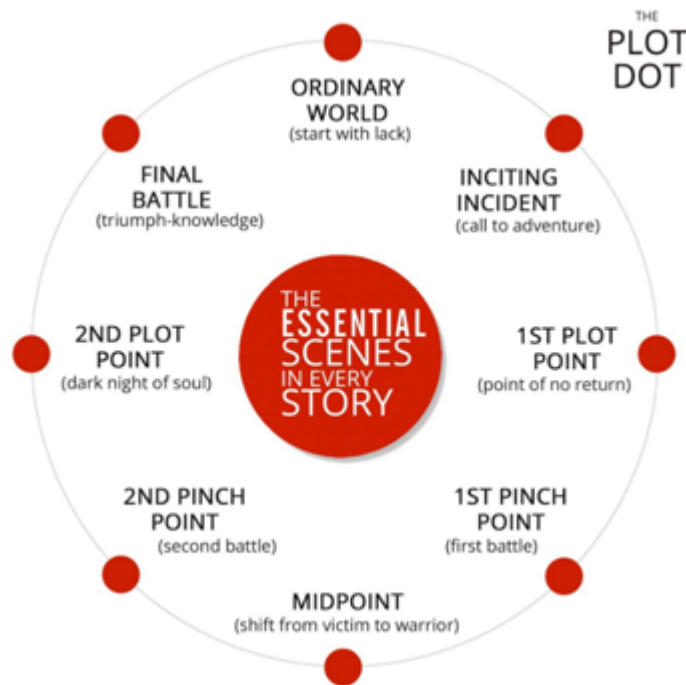 THE
PLOT
DOT
ORDINARY
WORLD
(start with lack)
INCITING
INCIDENT
(call to adventure)
1ST PLOT
POINT
(point of no return)
1ST PINCH
POINT
(first battle)
MIDPOINT
(shift from victim to warrior)
2ND PINCH
POINT
(second battle)
2ND PLOT
POINT
(dark night of soul)
FINAL
BATTLE
(triumph-knowledge)
THE
ESSENTIAL
SCENES
IN EVERY
STORY